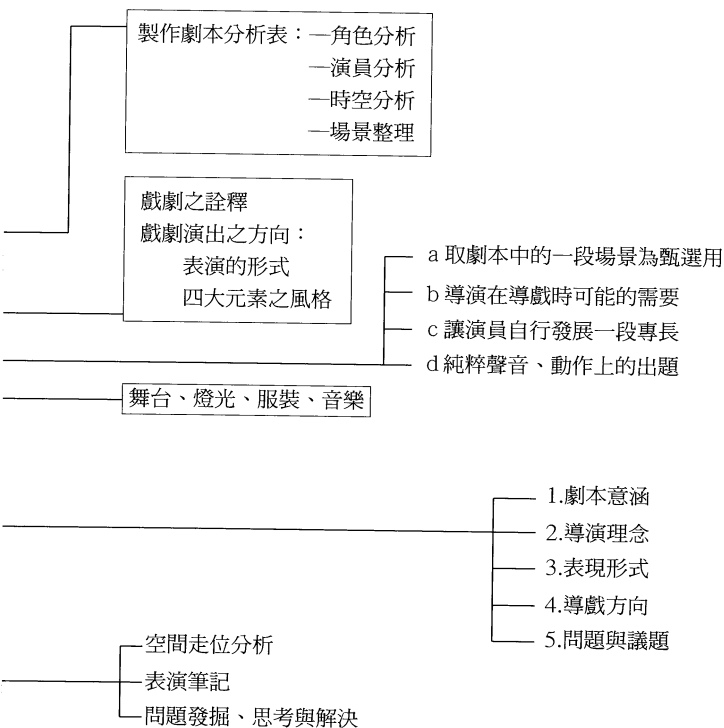 製作劇本分析表：—角色分析
—演員分析
—時空分析
—場景整理
戲劇之詮釋
戲劇演出之方向：
表演的形式
四大元素之風格
a 取劇本中的一段場景為甄選用
b 導演在導戲時可能的需要
c 讓演員自行發展一段專長
d 純粹聲音、動作上的出題
舞台、燈光、服裝、音樂
1.劇本意涵
2.導演理念
3.表現形式
4.導戲方向
5.問題與議題
空間走位分析
表演筆記
問題發掘、思考與解決